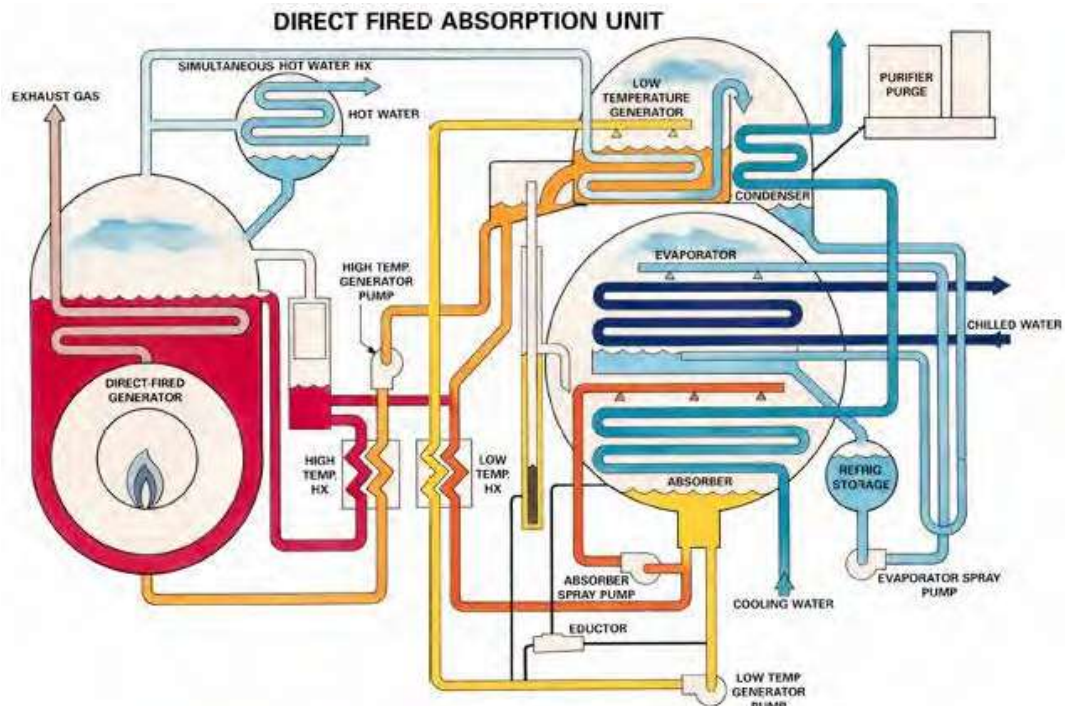 DIRECT FIRED ABSORPTION UNIT
SIMULTANEOUS HOT WATER HX
EXHAUST GAS
HOT WATER
LOW
TEMPERATURE
GENERATOR
PURIFIER
PURGE
CONDENSER
HIGH TEMP.
GENERATOR
PUMP
EVAPORATOR
CHILLED WATER
DIRECT-FIRED
GENERATOR
HIGH
TEMP.
HX
LOW
TEMP.
HX
ABSORBER
REFRIG
STORAGE
ABSORBER
SPRAY PUMP
EVAPORATOR SPRAY
PUMP
COOLING WATER
EDUCTOR
LOW TEMP
GENERATOR
PUMP